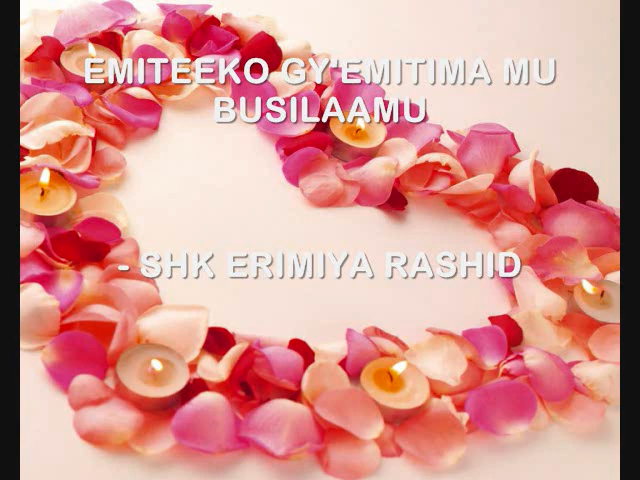 EMITEEKO GY'EMITIMA MU
BUSILAAMU
- SHK ERIMIYA RASHID